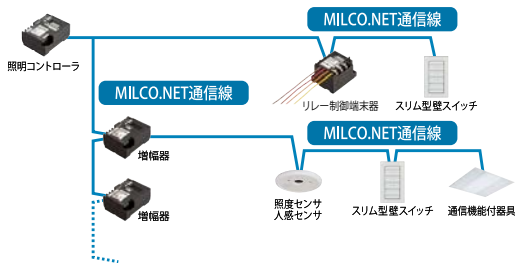 MILCO.NET通信線
照明コントローラ
リレー制御端末器
スリム型壁スイッチ
MILCO.NET通信線
増幅器
MILCO.NET通信線
照度センサ
人感センサ
スリム型壁スイッチ
通信機能付器具
増幅器